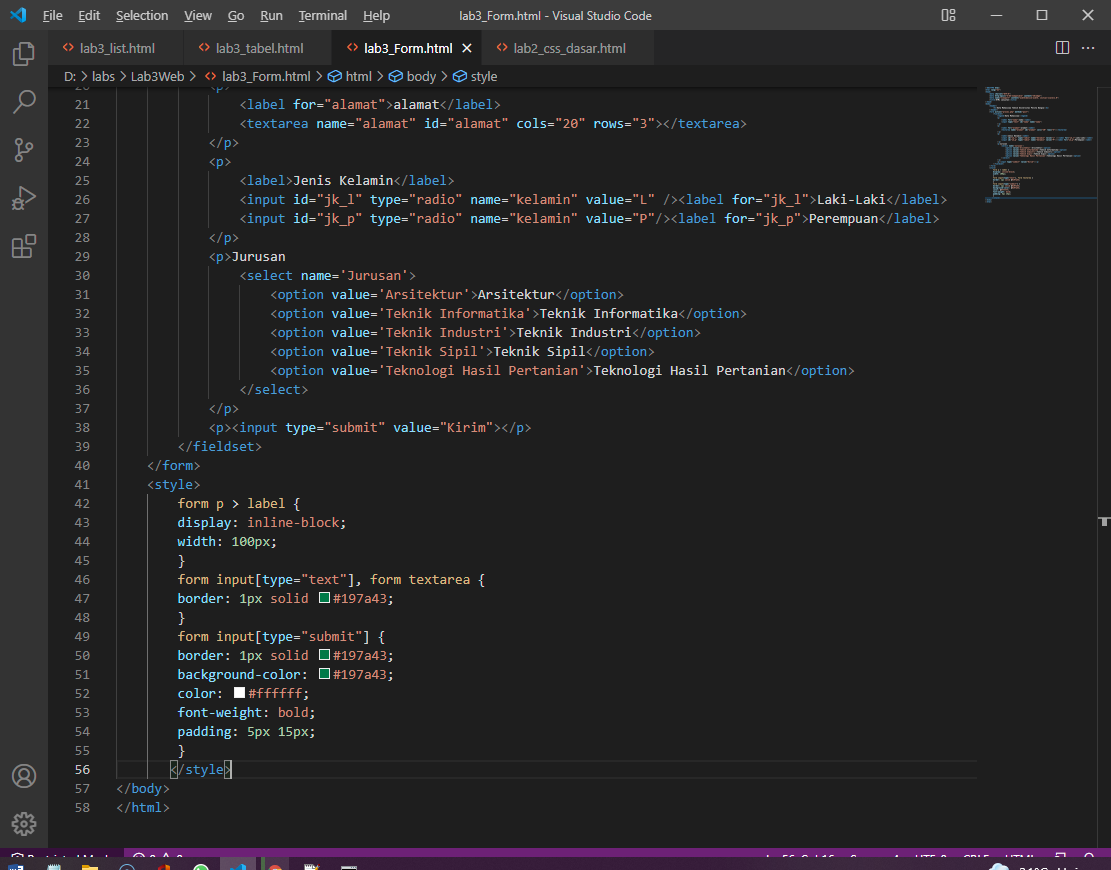 File Edit Selection View Go Run Terminal Help lab3_Form.html - Visual Studio Code
lab3_list.html lab3_tabel.html lab3_Form.html lab2_css_dasar.html
D: > labs > Lab3Web > lab3_Form.html > html > body > style
20 <p>
21 <label for="alamat">alamat</label>
22 <textarea name="alamat" id="alamat" cols="20" rows="3"></textarea>
23 </p>
24 <p>
25 <label>Jenis Kelamin</label>
26 <input id="jk_l" type="radio" name="kelamin" value="L" /><label for="jk_l">Laki-Laki</label>
27 <input id="jk_p" type="radio" name="kelamin" value="P"/><label for="jk_p">Perempuan</label>
28 </p>
29 <p>Jurusan
30 <select name='Jurusan'>
31 <option value='Arsitektur'>Arsitektur</option>
32 <option value='Teknik Informatika'>Teknik Informatika</option>
33 <option value='Teknik Industri'>Teknik Industri</option>
34 <option value='Teknik Sipil'>Teknik Sipil</option>
35 <option value='Teknologi Hasil Pertanian'>Teknologi Hasil Pertanian</option>
36 </select>
37 </p>
38 <p><input type="submit" value="Kirim"></p>
39 </fieldset>
40 </form>
41 <style>
42 form p > label {
43 display: inline-block;
44 width: 100px;
45 }
46 form input[type="text"], form textarea {
47 border: 1px solid #197a43;
48 }
49 form input[type="submit"] {
50 border: 1px solid #197a43;
51 background-color: #197a43;
52 color: #ffffff;
53 font-weight: bold;
54 padding: 5px 15px;
55 }
56 </style>
57 </body>
58 </html>